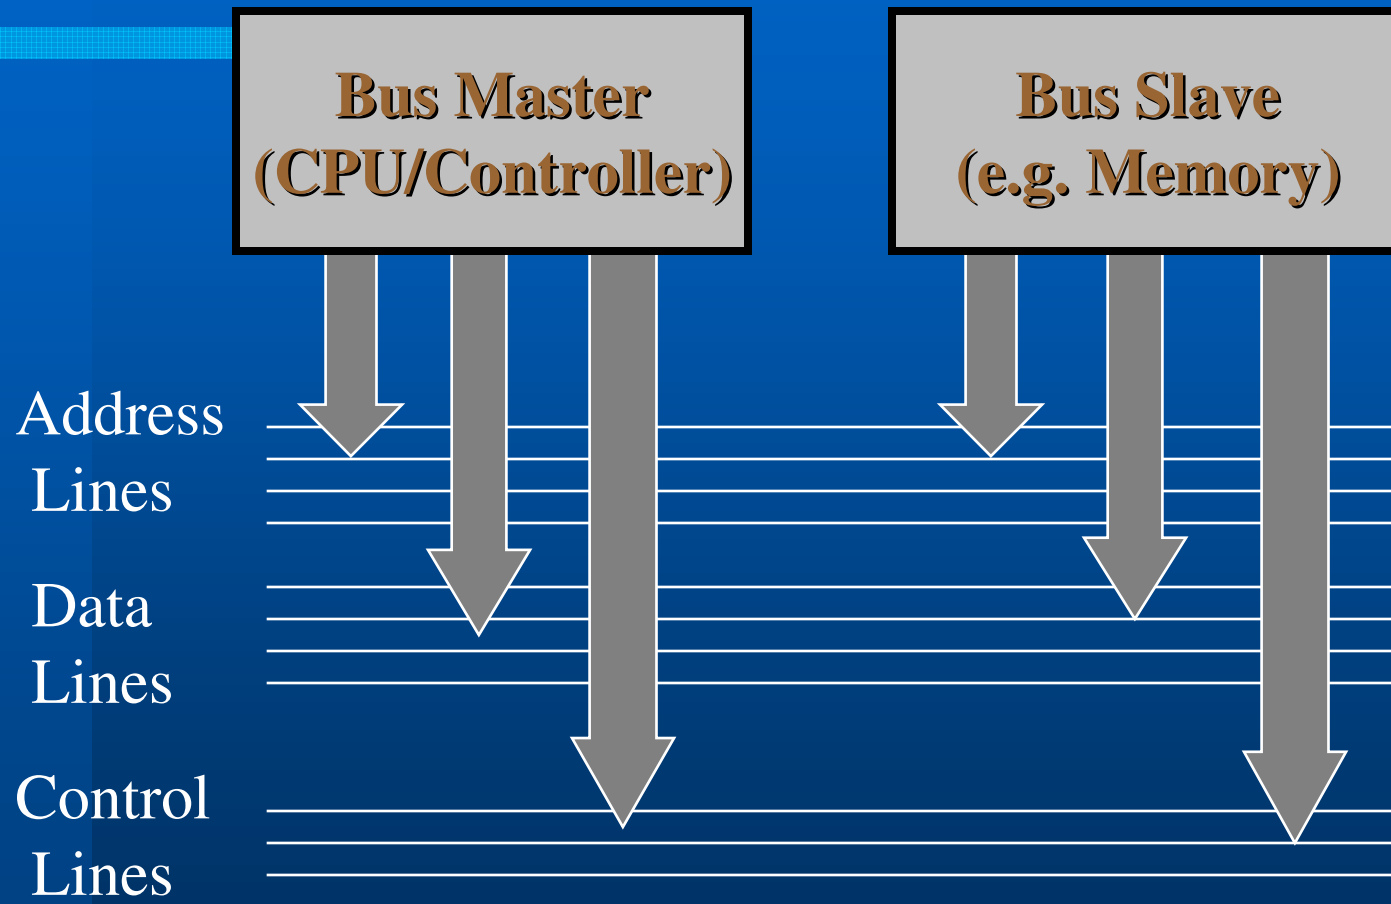 Bus Master
(CPU/Controller)
Bus Slave
(e.g. Memory)
Address
Lines
Data
Lines
Control
Lines